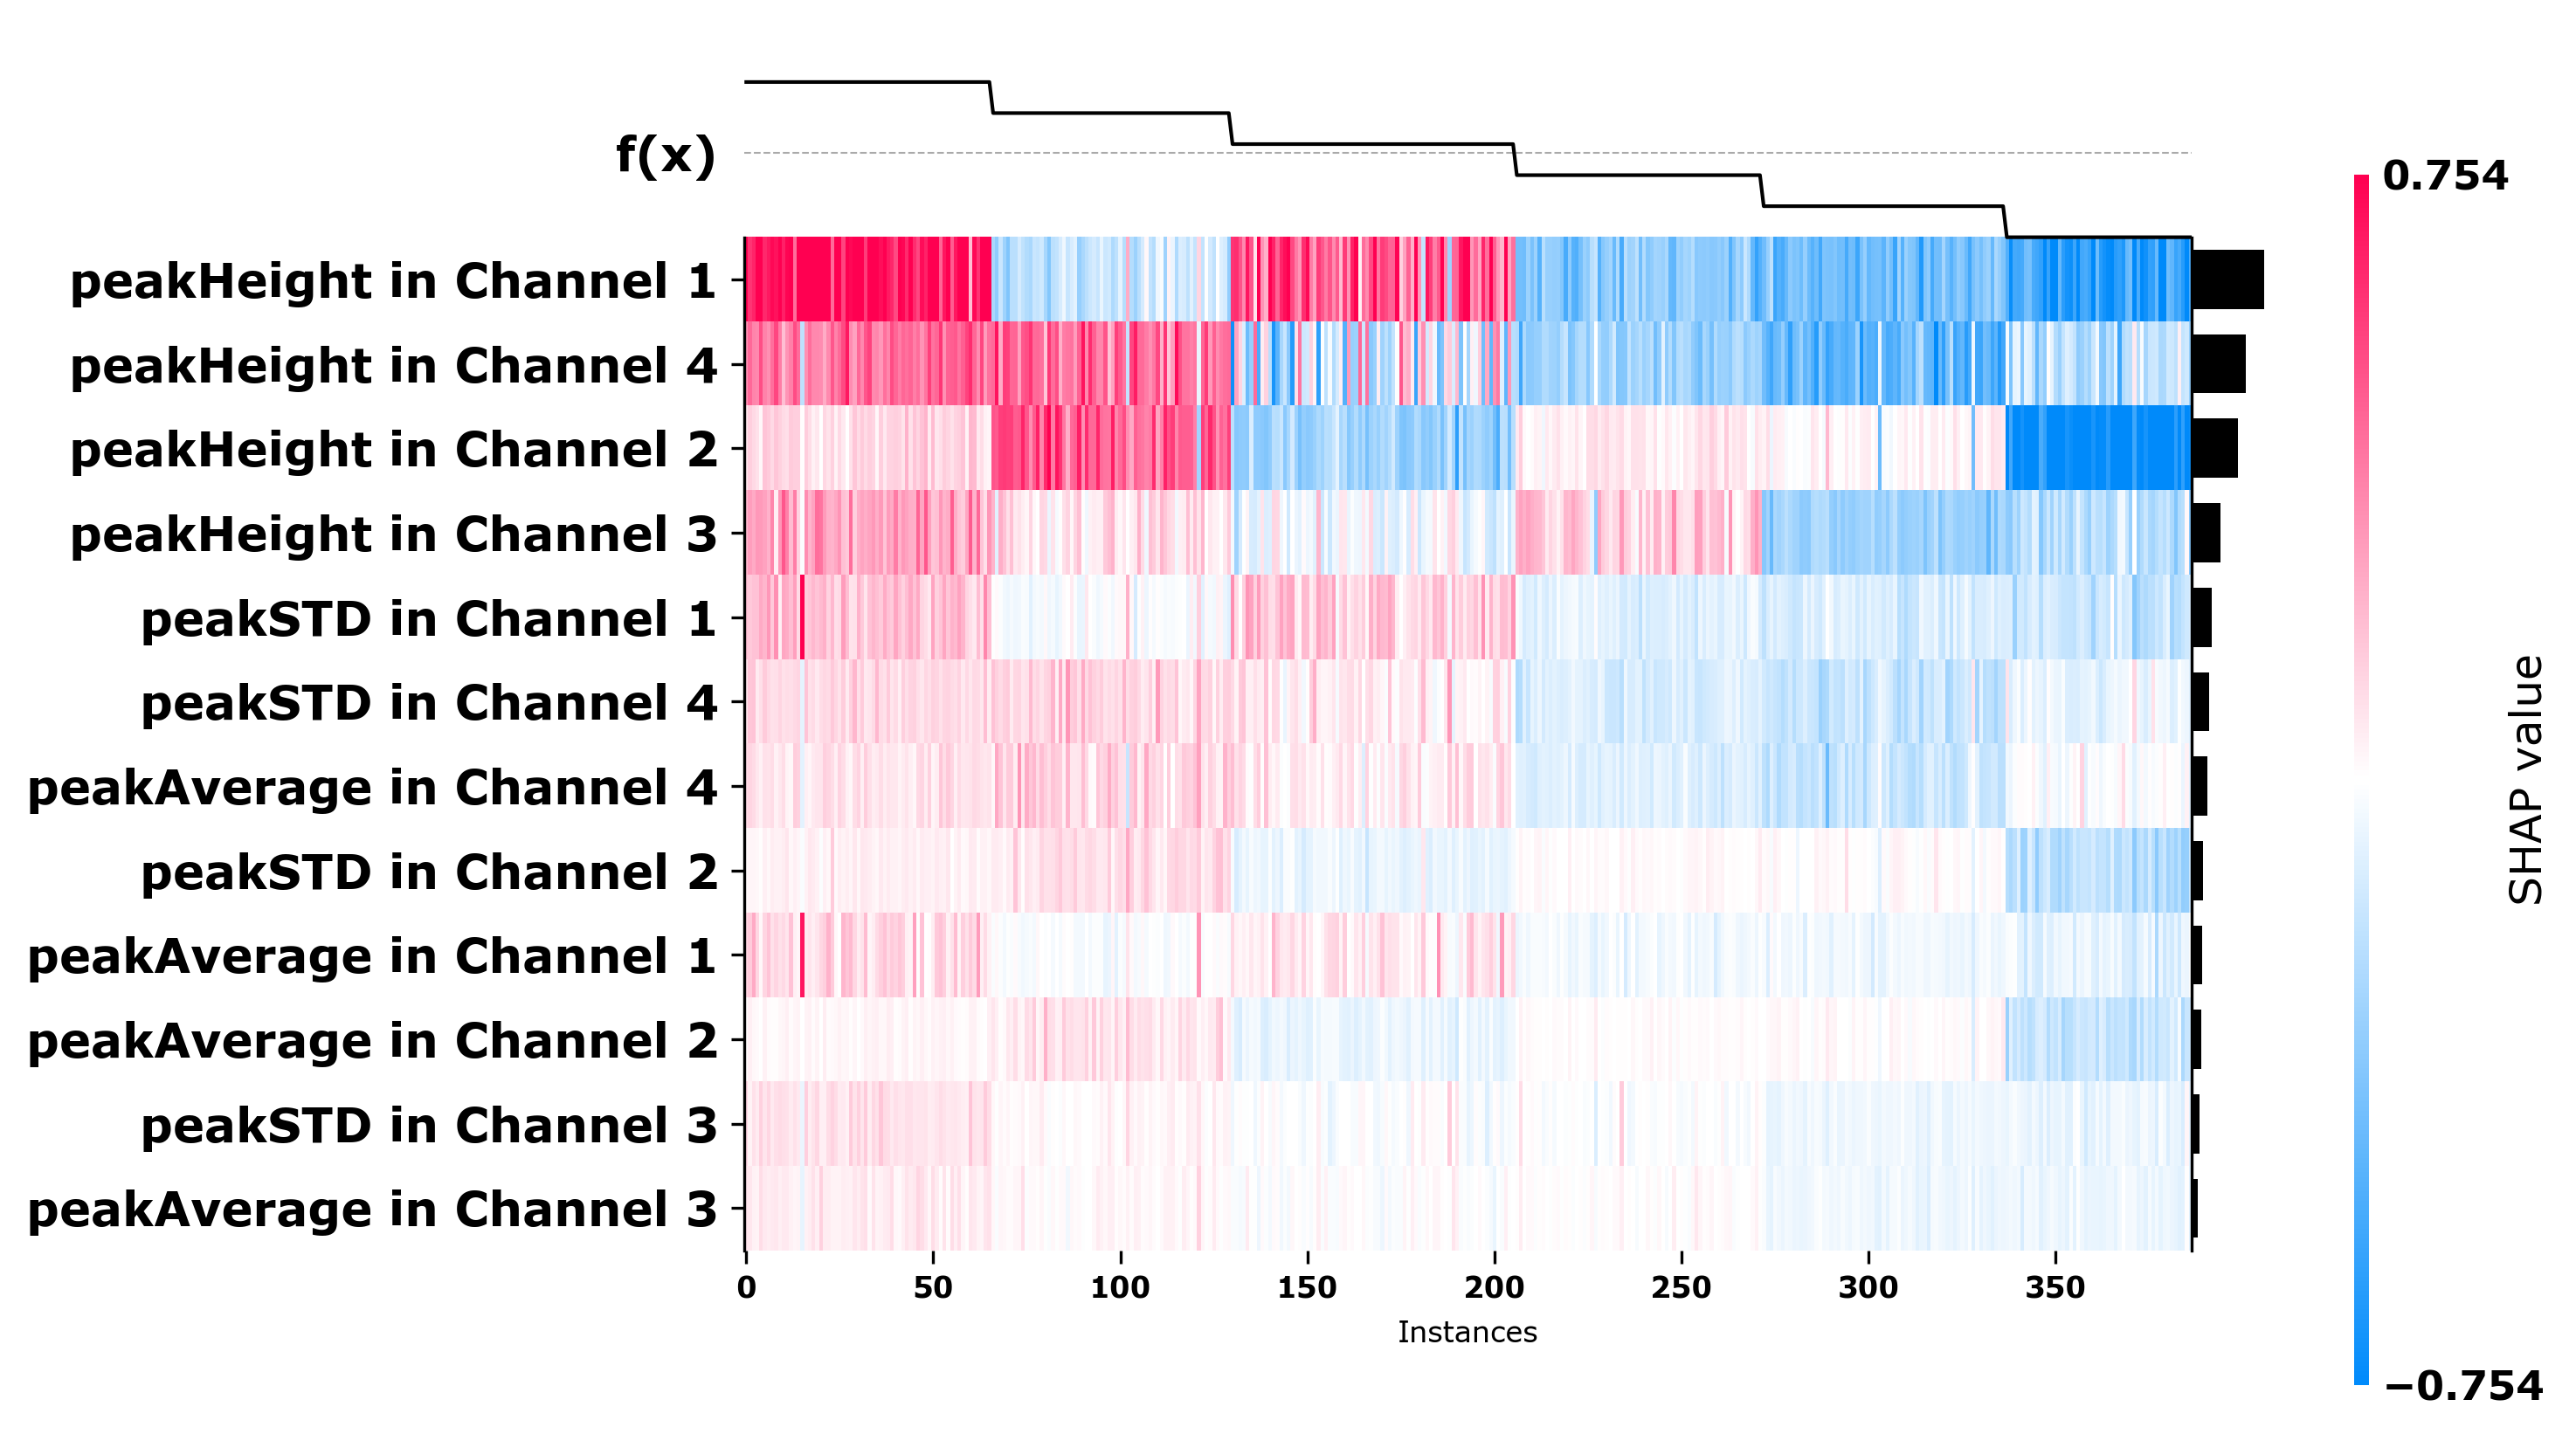 f(x)
peakHeight in Channel 1
peakHeight in Channel 4
peakHeight in Channel 2
peakHeight in Channel 3
peakSTD in Channel 1
peakSTD in Channel 4
peakAverage in Channel 4
peakSTD in Channel 2
peakAverage in Channel 1
peakAverage in Channel 2
peakSTD in Channel 3
peakAverage in Channel 3
0 50 100 150 200 250 300 350
Instances
0.754
SHAP value
−0.754